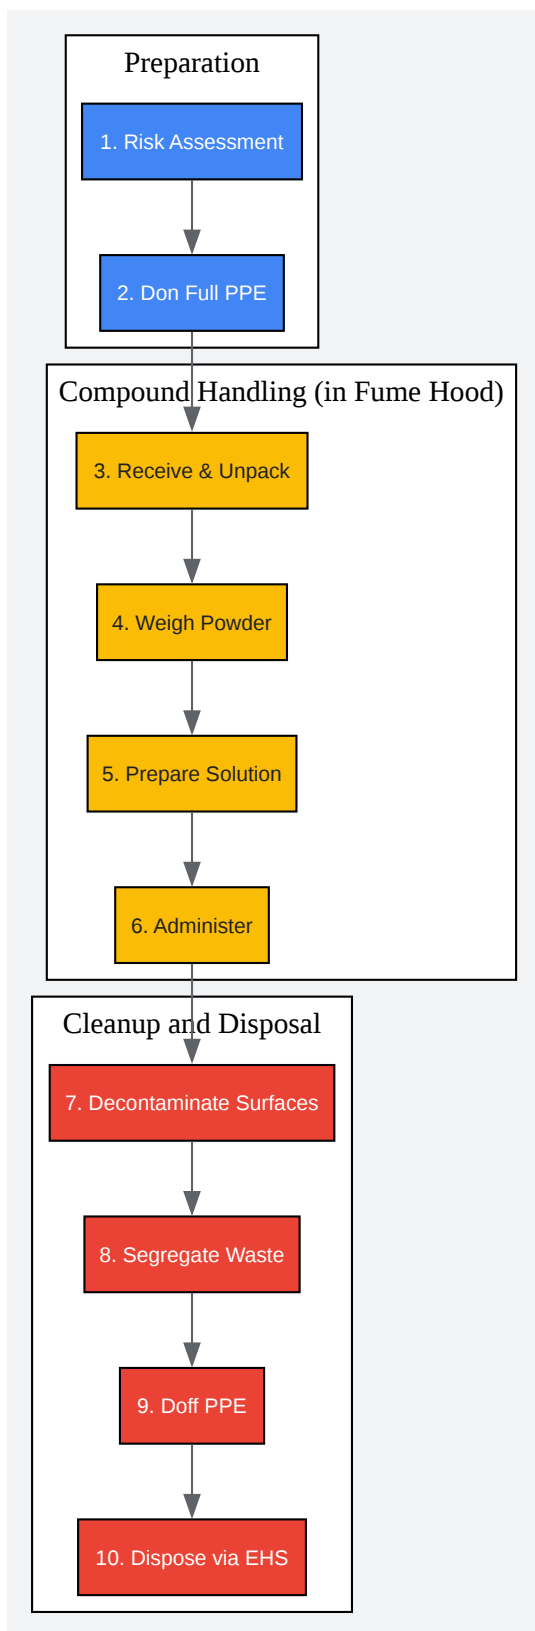 Preparation
1. Risk Assessment
2. Don Full PPE
Compound Handling (in Fume Hood)
3. Receive & Unpack
4. Weigh Powder
5. Prepare Solution
6. Administer
Cleanup and Disposal
7. Decontaminate Surfaces
8. Segregate Waste
9. Doff PPE
10. Dispose via EHS